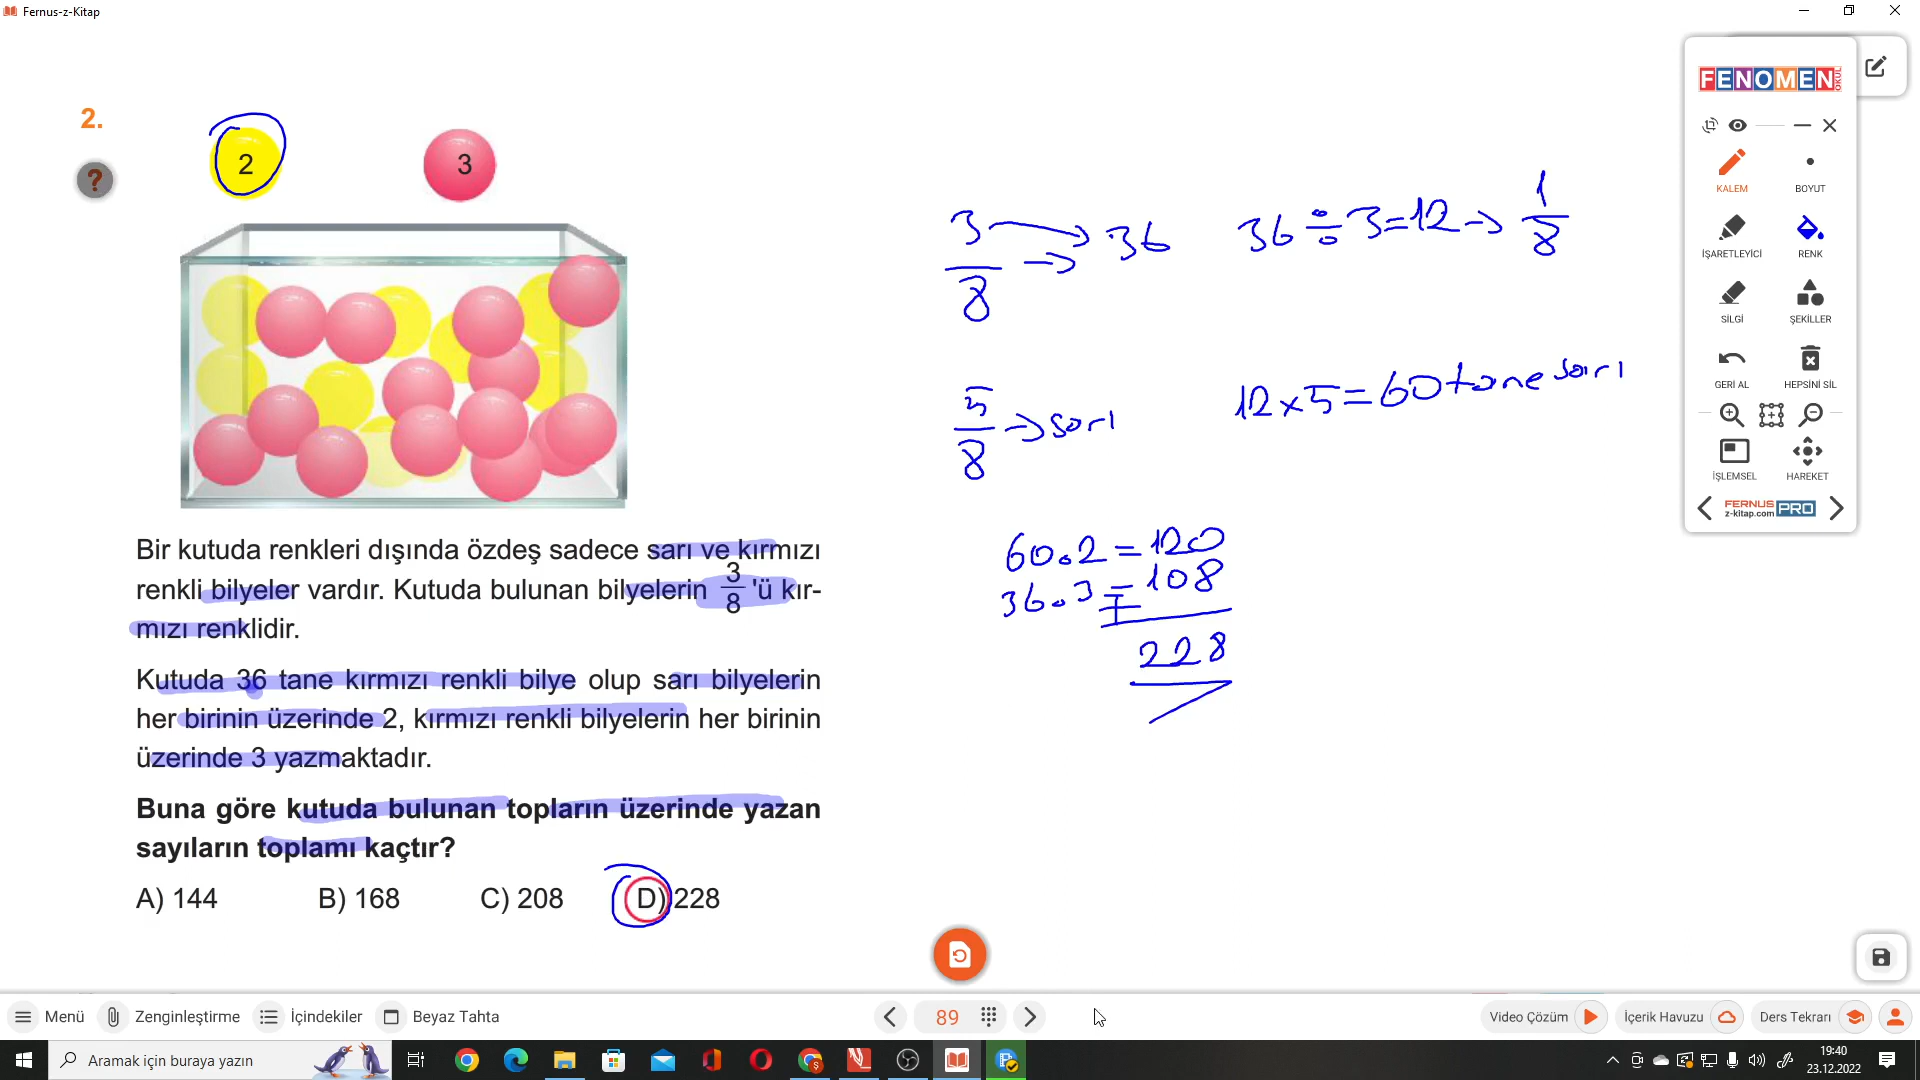 Fernus-z-Kitap
FENOMEN OKUL
2.
2
3
KALEM
BOYUT
İŞARETLEYİCİ
RENK
SİLGİ
ŞEKİLLER
GERİ AL
HEPSİNİ SİL
İŞLEMSEL
HAREKET
FERNUS
z-kitap.com PRO
3/8 → → 36
36 ÷ 3 = 12 → 1/8
5/8 → sarı
12 x 5 = 60 tane sarı
60.2 = 120
36.3 = 108
+
228
Bir kutuda renkleri dışında özdeş sadece sarı ve kırmızı
renkli bilyeler vardır. Kutuda bulunan bilyelerin 3/8 'ü kır-
mızı renklidir.
Kutuda 36 tane kırmızı renkli bilye olup sarı bilyelerin
her birinin üzerinde 2, kırmızı renkli bilyelerin her birinin
üzerinde 3 yazmaktadır.
Buna göre kutuda bulunan topların üzerinde yazan
sayıların toplamı kaçtır?
A) 144 B) 168 C) 208 D) 228
Menü Zenginleştirme İçindekiler Beyaz Tahta 89 Video Çözüm İçerik Havuzu Ders Tekrarı
Aramak için buraya yazın
19:40
23.12.2022